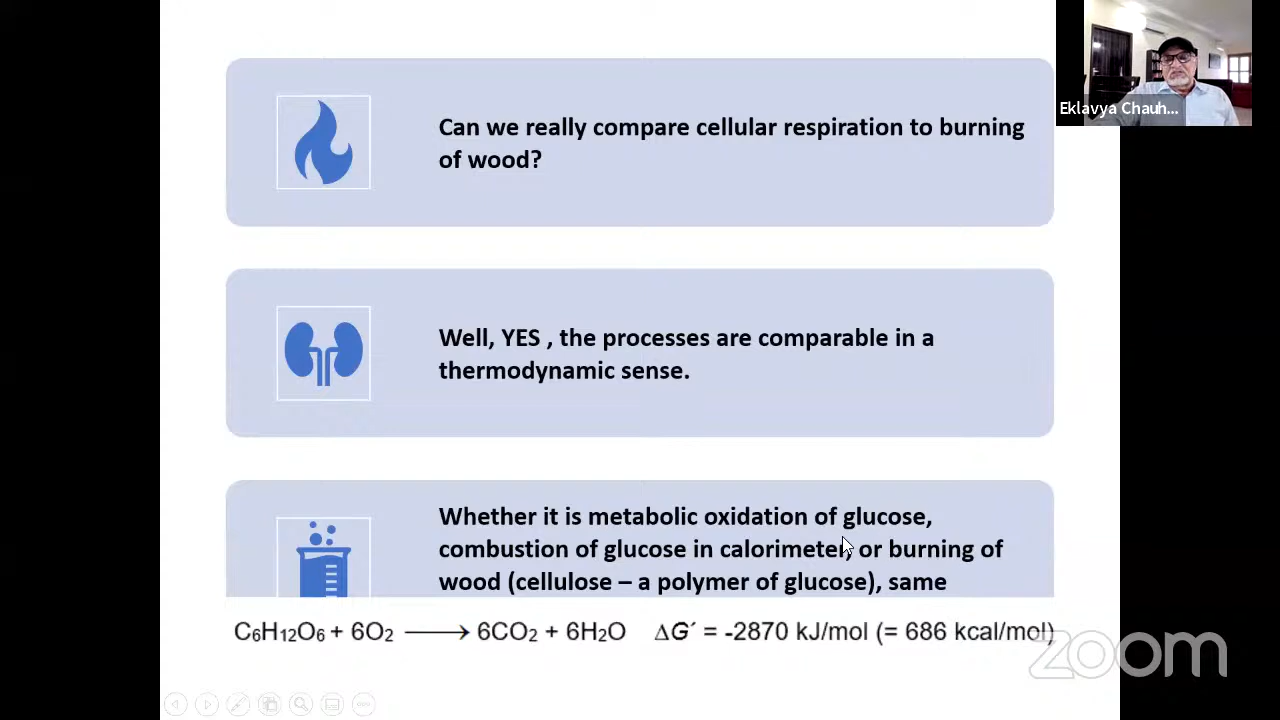 Eklavya Chauh...
Can we really compare cellular respiration to burning
of wood?
Well, YES , the processes are comparable in a
thermodynamic sense.
Whether it is metabolic oxidation of glucose,
combustion of glucose in calorimeter, or burning of
wood (cellulose – a polymer of glucose), same
C₆H₁₂O₆ + 6O₂ ⟶ 6CO₂ + 6H₂O ΔG´ = -2870 kJ/mol (= 686 kcal/mol)
zoom